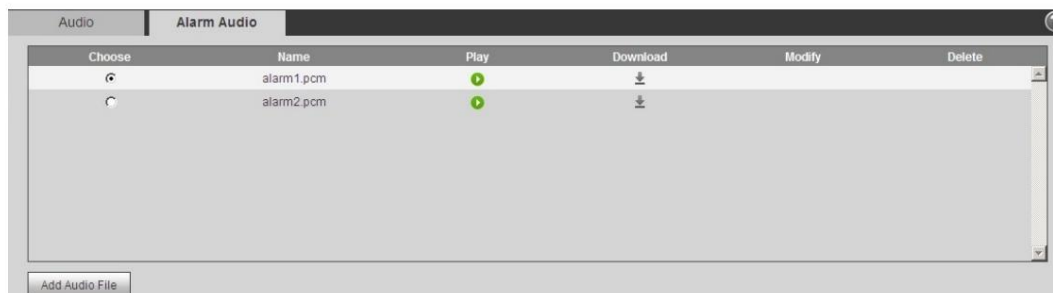 Audio Alarm Audio
Choose Name Play Download Modify Delete
alarm1.pcm
alarm2.pcm
Add Audio File